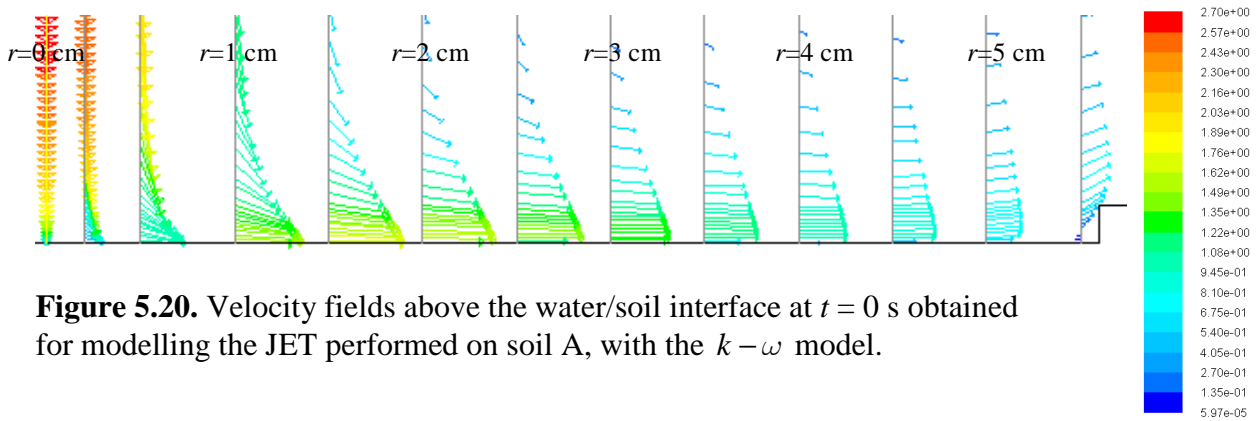 r=0 cm r=1 cm r=2 cm r=3 cm r=4 cm r=5 cm
2.70e+00
2.57e+00
2.43e+00
2.30e+00
2.16e+00
2.03e+00
1.89e+00
1.76e+00
1.62e+00
1.49e+00
1.35e+00
1.22e+00
1.08e+00
9.45e-01
8.10e-01
6.75e-01
5.40e-01
4.05e-01
2.70e-01
1.35e-01
5.97e-05
Figure 5.20. Velocity fields above the water/soil interface at t = 0 s obtained
for modelling the JET performed on soil A, with the k − ω model.